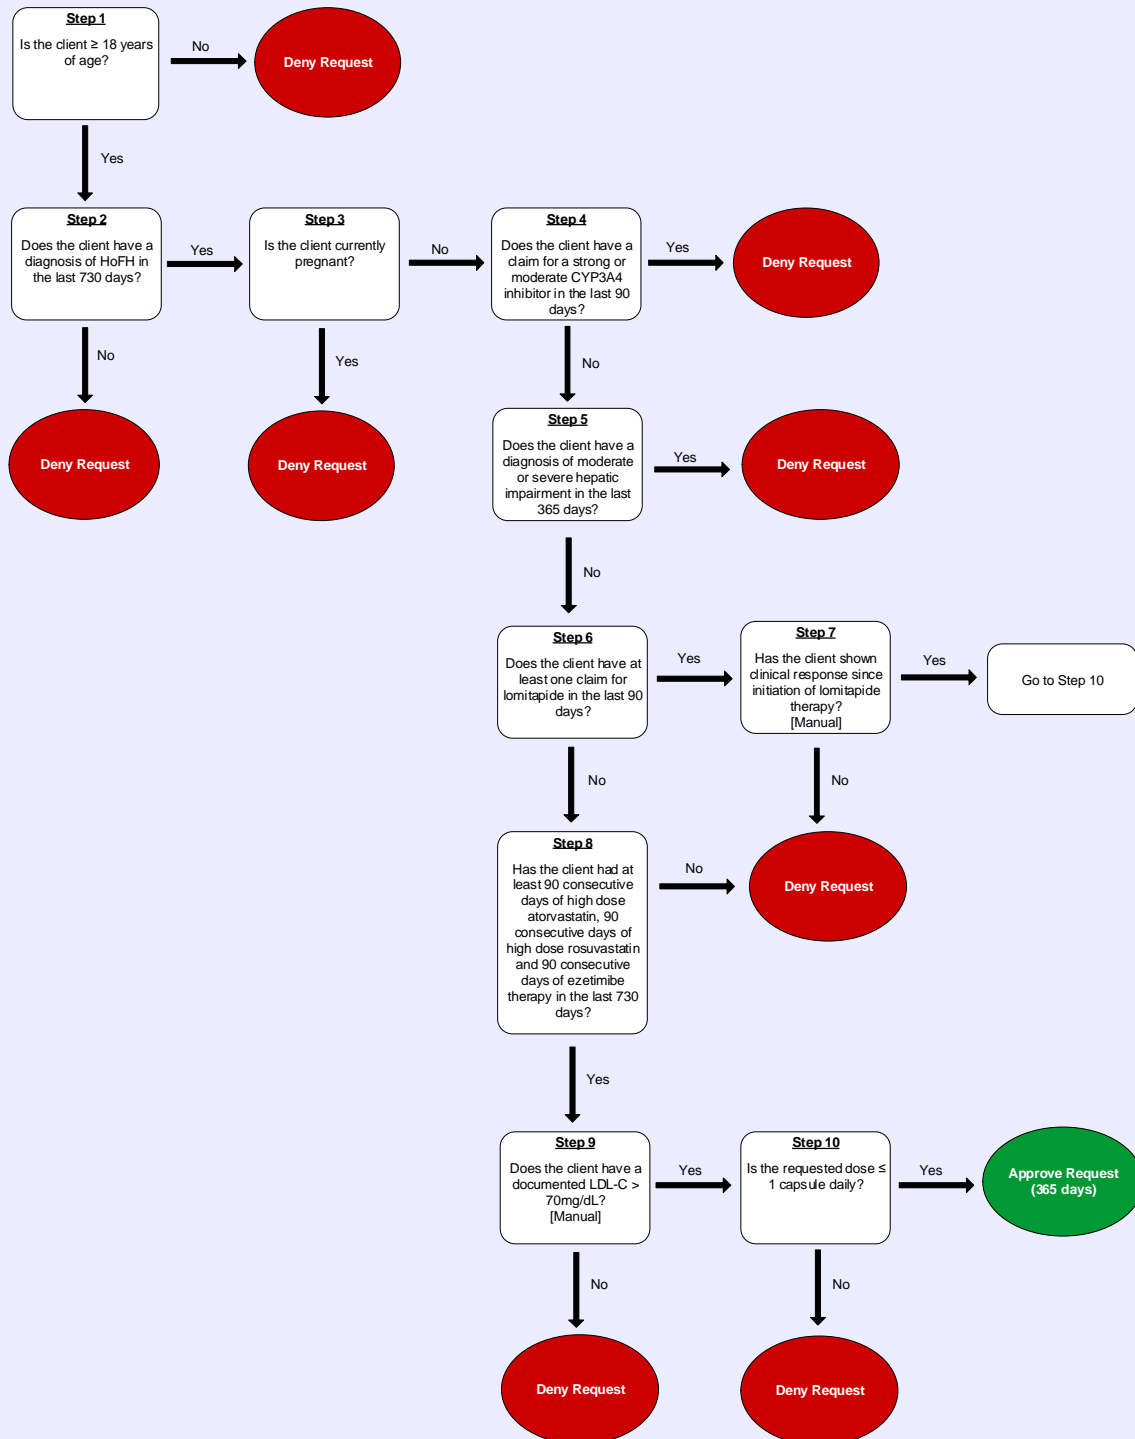 Step 1
Is the client ≥ 18 years
of age?
No
Deny Request
Yes
Step 2
Does the client have a
diagnosis of HoFH in
the last 730 days?
Yes
Step 3
Is the client currently
pregnant?
No
Step 4
Does the client have a
claim for a strong or
moderate CYP3A4
inhibitor in the last 90
days?
Yes
Deny Request
No
Yes
No
Deny Request
Deny Request
Step 5
Does the client have a
diagnosis of moderate
or severe hepatic
impairment in the last
365 days?
Yes
Deny Request
No
Step 6
Does the client have at
least one claim for
lomitapide in the last 90
days?
Yes
Step 7
Has the client shown
clinical response since
initiation of lomitapide
therapy?
[Manual]
Yes
Go to Step 10
No
No
Step 8
Has the client had at
least 90 consecutive
days of high dose
atorvastatin, 90
consecutive days of
high dose rosuvastatin
and 90 consecutive
days of ezetimibe
therapy in the last 730
days?
No
Deny Request
Yes
Step 9
Does the client have a
documented LDL-C >
70mg/dL?
[Manual]
Yes
Step 10
Is the requested dose ≤
1 capsule daily?
Yes
Approve Request
(365 days)
No
No
Deny Request
Deny Request